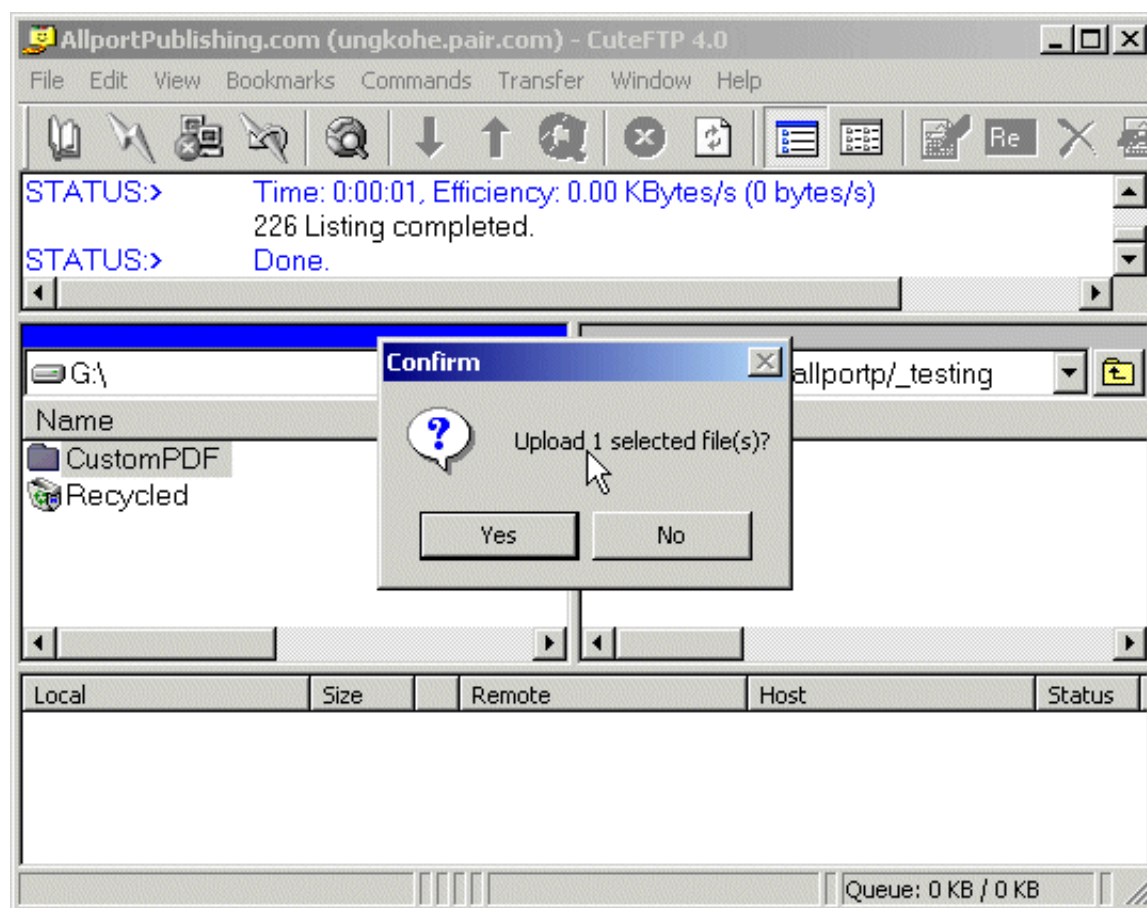 AllportPublishing.com (ungkohe.pair.com) - CuteFTP 4.0
File Edit View Bookmarks Commands Transfer Window Help
Re
STATUS:> Time: 0:00:01, Efficiency: 0.00 KBytes/s (0 bytes/s)
226 Listing completed.
STATUS:> Done.
G:\
allportp/_testing
Name
CustomPDF
Recycled
Confirm
Upload 1 selected file(s)?
Yes No
Local Size Remote Host Status
Queue: 0 KB / 0 KB